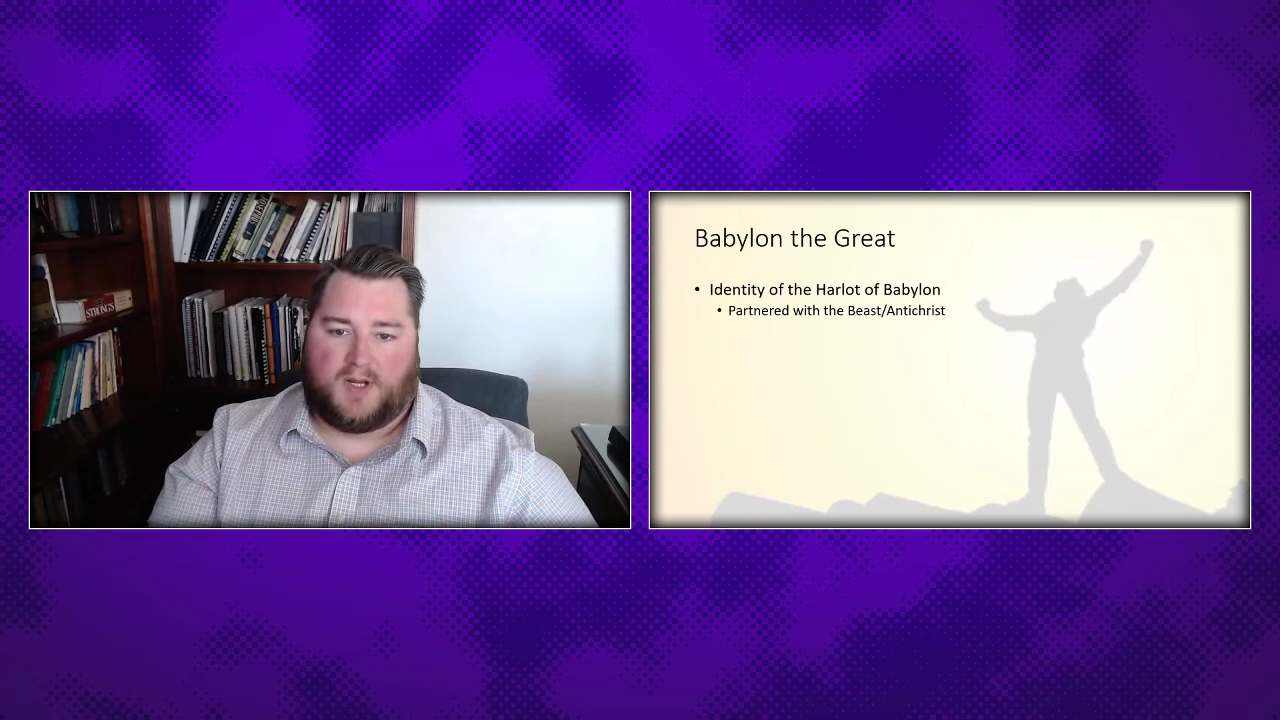 STRONG'S
Babylon the Great
• Identity of the Harlot of Babylon
• Partnered with the Beast/Antichrist